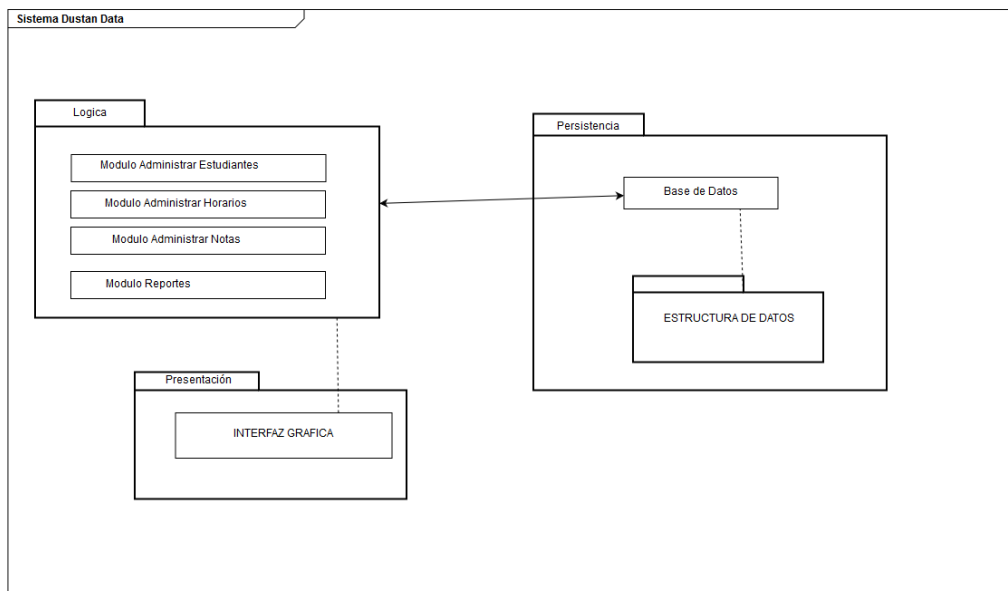 Sistema Dustan Data
Logica
Modulo Administrar Estudiantes
Modulo Administrar Horarios
Modulo Administrar Notas
Modulo Reportes
Persistencia
Base de Datos
ESTRUCTURA DE DATOS
Presentación
INTERFAZ GRAFICA